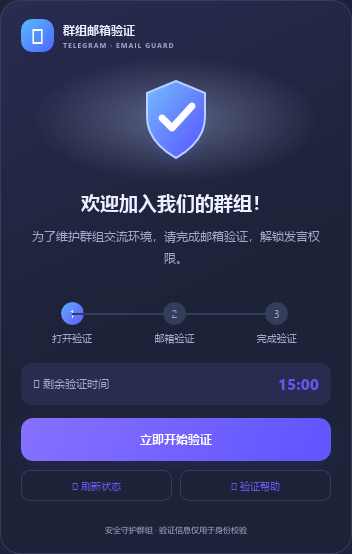 群组邮箱验证
TELEGRAM · EMAIL GUARD
欢迎加入我们的群组！
为了维护群组交流环境，请完成邮箱验证，解锁发言权
限。
1 2 3
打开验证 邮箱验证 完成验证
剩余验证时间 15:00
立即开始验证
刷新状态 验证帮助
安全守护群组 · 验证信息仅用于身份校验